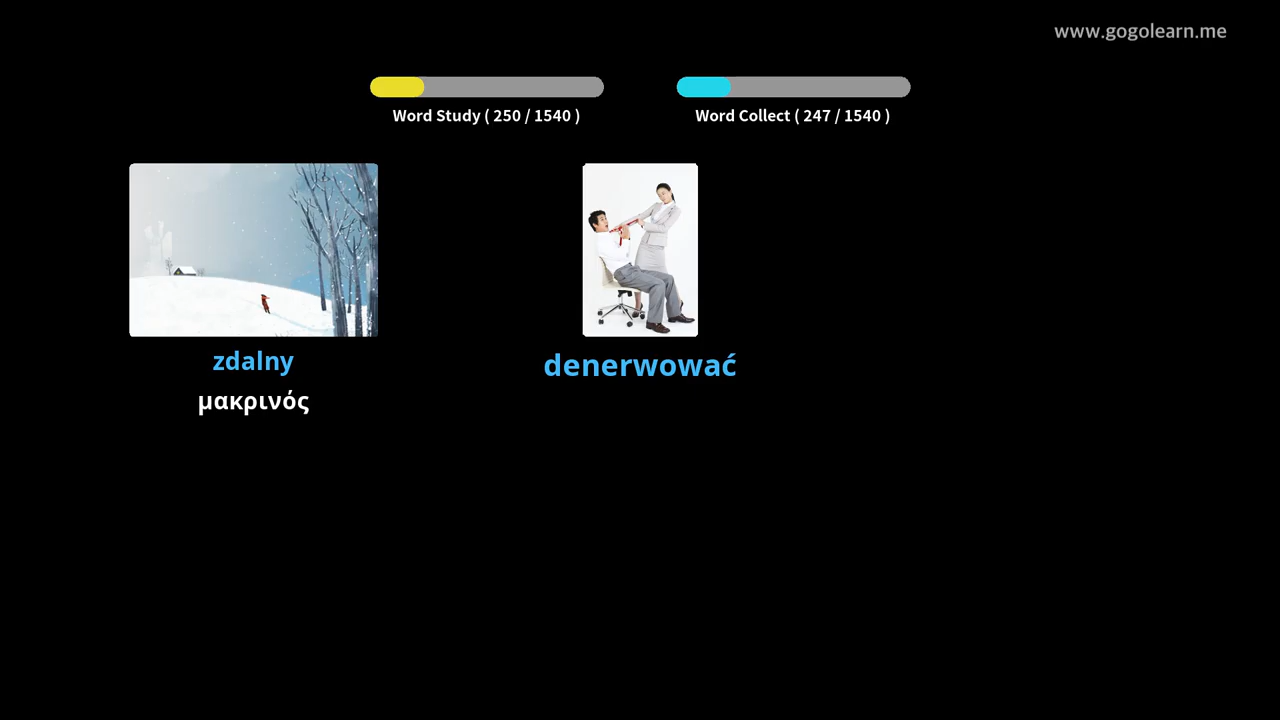 www.gogolearn.me
Word Study ( 250 / 1540 )
Word Collect ( 247 / 1540 )
zdalny
μακρινός
denerwować